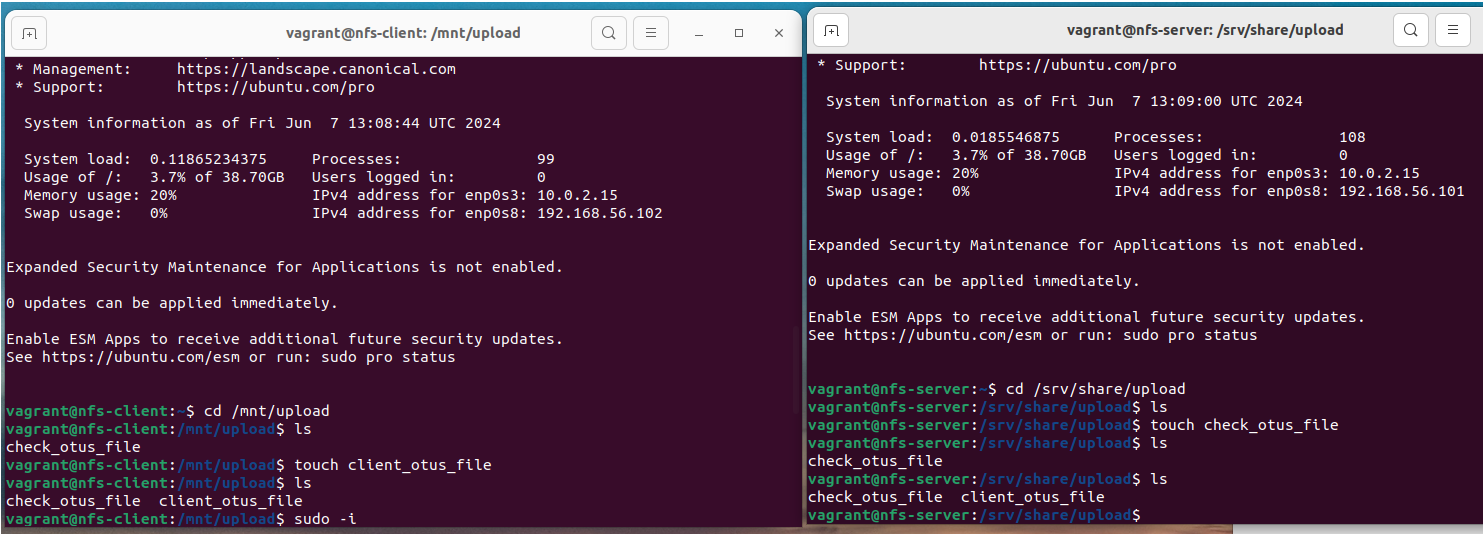 vagrant@nfs-client: /mnt/upload
* Management:     https://landscape.canonical.com
* Support:        https://ubuntu.com/pro
System information as of Fri Jun  7 13:08:44 UTC 2024
System load:  0.11865234375     Processes:               99
Usage of /:   3.7% of 38.70GB   Users logged in:         0
Memory usage: 20%               IPv4 address for enp0s3: 10.0.2.15
Swap usage:   0%                IPv4 address for enp0s8: 192.168.56.102
Expanded Security Maintenance for Applications is not enabled.
0 updates can be applied immediately.
Enable ESM Apps to receive additional future security updates.
See https://ubuntu.com/esm or run: sudo pro status
vagrant@nfs-client:~$ cd /mnt/upload
vagrant@nfs-client:/mnt/upload$ ls
check_otus_file
vagrant@nfs-client:/mnt/upload$ touch client_otus_file
vagrant@nfs-client:/mnt/upload$ ls
check_otus_file  client_otus_file
vagrant@nfs-client:/mnt/upload$ sudo -i
vagrant@nfs-server: /srv/share/upload
* Support:        https://ubuntu.com/pro
System information as of Fri Jun  7 13:09:00 UTC 2024
System load:  0.0185546875      Processes:               108
Usage of /:   3.7% of 38.70GB   Users logged in:         0
Memory usage: 20%               IPv4 address for enp0s3: 10.0.2.15
Swap usage:   0%                IPv4 address for enp0s8: 192.168.56.101
Expanded Security Maintenance for Applications is not enabled.
0 updates can be applied immediately.
Enable ESM Apps to receive additional future security updates.
See https://ubuntu.com/esm or run: sudo pro status
vagrant@nfs-server:~$ cd /srv/share/upload
vagrant@nfs-server:/srv/share/upload$ ls
vagrant@nfs-server:/srv/share/upload$ touch check_otus_file
vagrant@nfs-server:/srv/share/upload$ ls
check_otus_file
vagrant@nfs-server:/srv/share/upload$ ls
check_otus_file  client_otus_file
vagrant@nfs-server:/srv/share/upload$